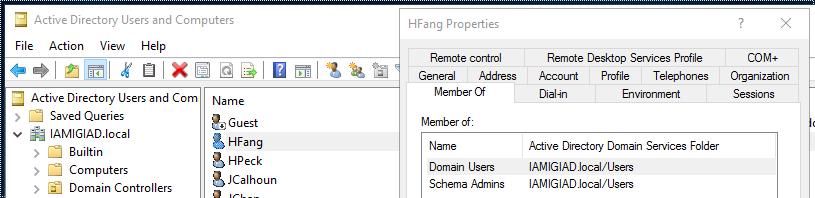 Active Directory Users and Computers
File Action View Help
Active Directory Users and Com
Saved Queries
IAMIGIAD.local
Builtin
Computers
Domain Controllers
Name
Guest
HFang
HPeck
JCalhoun
HFang Properties
? ×
Remote control Remote Desktop Services Profile COM+
General Address Account Profile Telephones Organization
Member Of Dial-in Environment Sessions
Member of:
Name Active Directory Domain Services Folder
Domain Users IAMIGIAD.local/Users
Schema Admins IAMIGIAD.local/Users